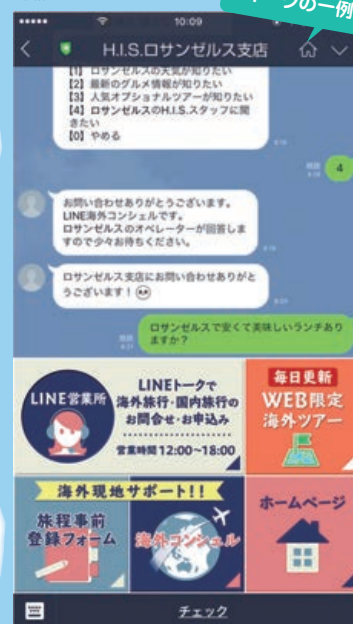 の一例
10:09
H.I.S.ロサンゼルス支店
【1】ロサンゼルスの天気が知りたい
【2】最新のグルメ情報が知りたい
【3】人気オプショナルツアーが知りたい
【4】ロサンゼルスのH.I.S.スタッフに聞
きたい
【0】やめる
既読
4
お問い合わせありがとうございます。
LINE海外コンシェルです。
ロサンゼルスのオペレーターが回答しま
すので少々お待ちください。
ロサンゼルス支店にお問い合わせありがと
うございます!
既読
ロサンゼルスで安くて美味しいランチあり
ますか?
LINE営業所
LINEトークで
海外旅行・国内旅行の
お問合せ・お申込み
営業時間 12:00~18:00
毎日更新
WEB限定
海外ツアー
海外現地サポート!!
旅程事前
登録フォーム
海外コンシェル
ホームページ
チェック